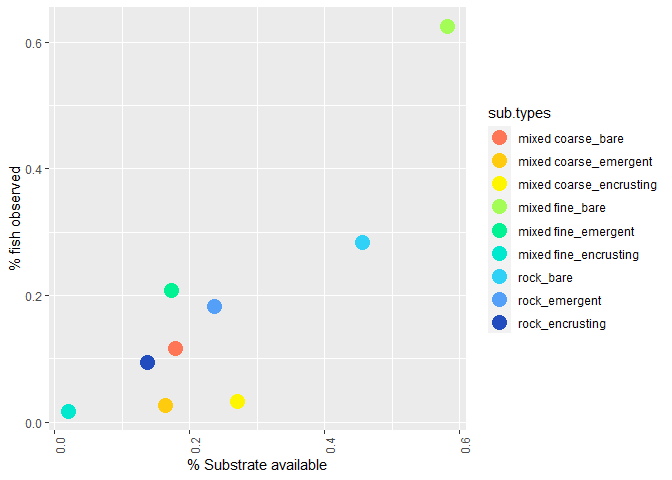 % fish observed
0.6
0.4
0.2
0.0
0.0
0.2
0.4
0.6
% Substrate available
sub.types
mixed coarse_bare
mixed coarse_emergent
mixed coarse_encrusting
mixed fine_bare
mixed fine_emergent
mixed fine_encrusting
rock_bare
rock_emergent
rock_encrusting